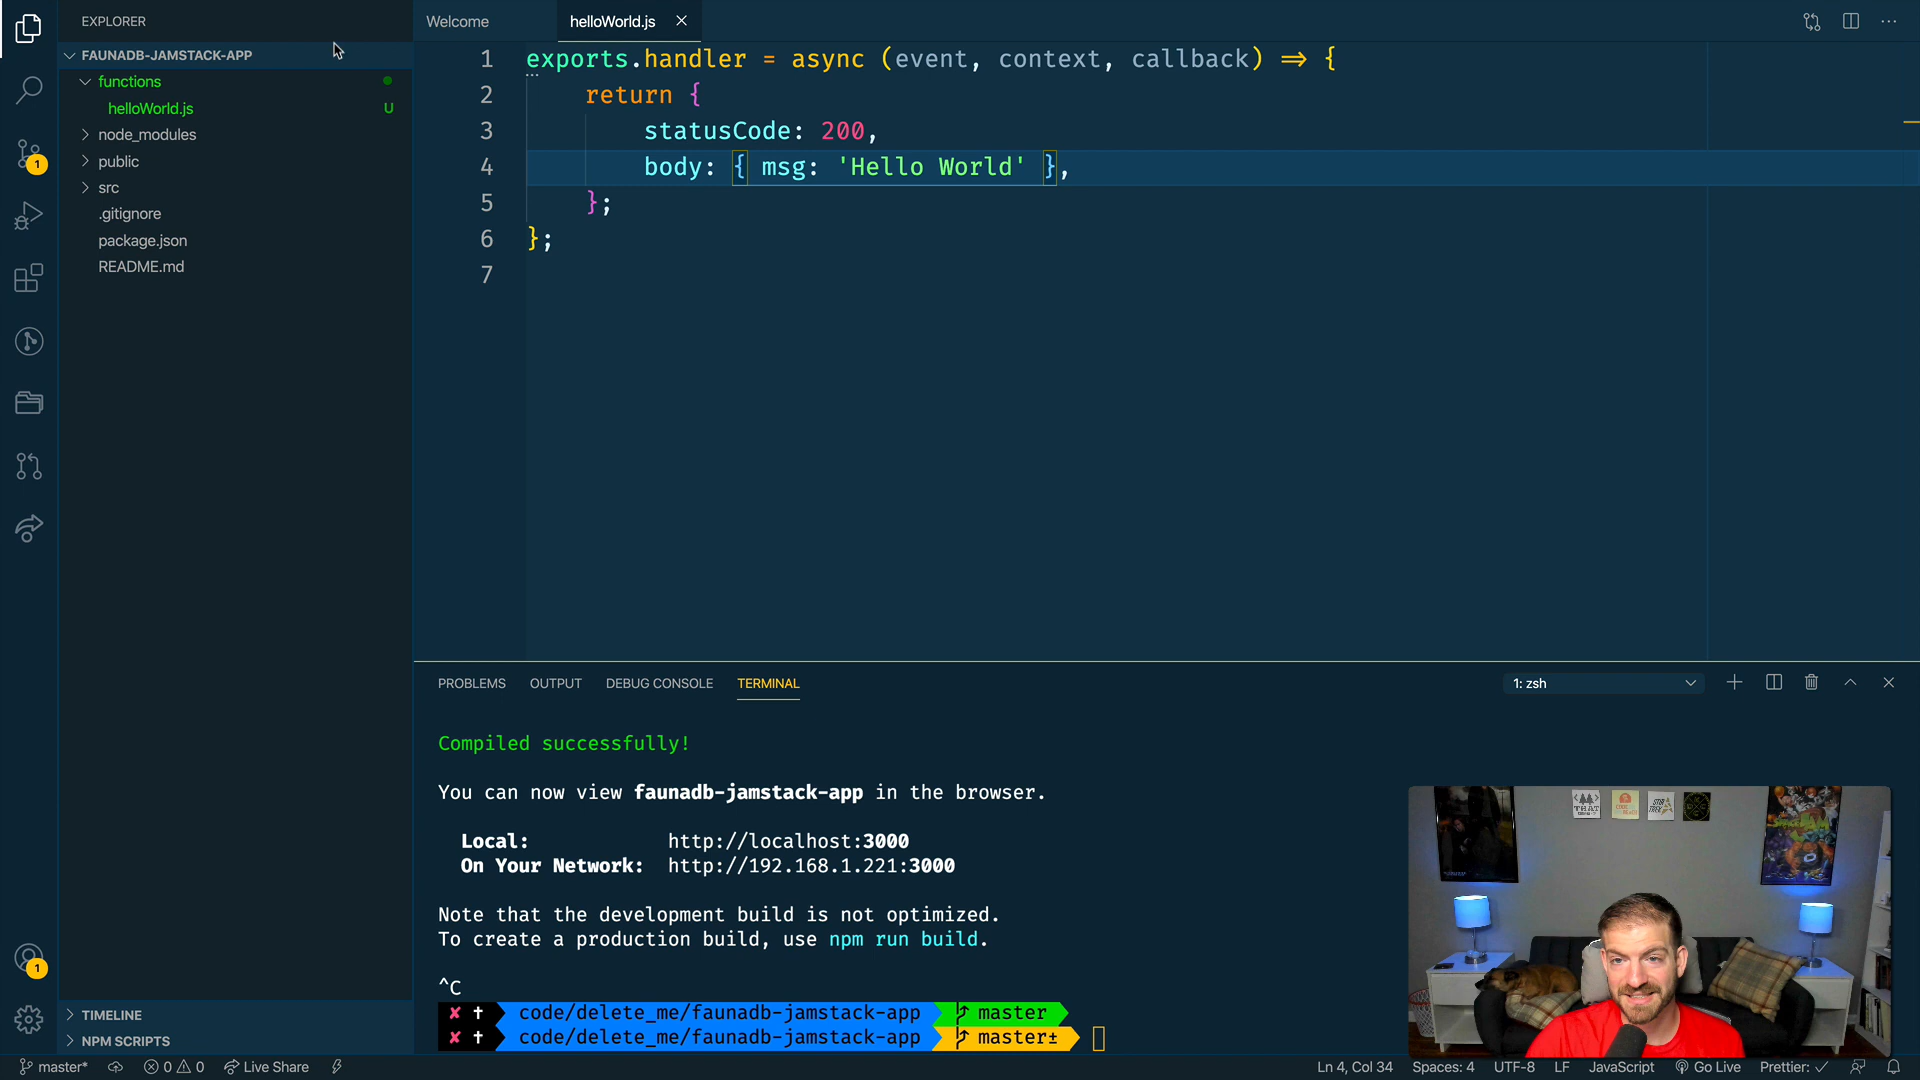 EXPLORER
FAUNADB-JAMSTACK-APP
functions
helloWorld.js U
node_modules
public
src
.gitignore
package.json
README.md
TIMELINE
NPM SCRIPTS
1
1
Welcome
helloWorld.js
1 exports.handler = async (event, context, callback) => {
2 return {
3 statusCode: 200,
4 body: { msg: 'Hello World' },
5 };
6 };
7
PROBLEMS OUTPUT DEBUG CONSOLE TERMINAL
1: zsh
Compiled successfully!
You can now view faunadb-jamstack-app in the browser.
Local: http://localhost:3000
On Your Network: http://192.168.1.221:3000
Note that the development build is not optimized.
To create a production build, use npm run build.
^C
✘ † code/delete_me/faunadb-jamstack-app master
✘ † code/delete_me/faunadb-jamstack-app master±
THAT
STAR TREK
master* 0 0 Live Share
Ln 4, Col 34 Spaces: 4 UTF-8 LF JavaScript Go Live Prettier: ✓